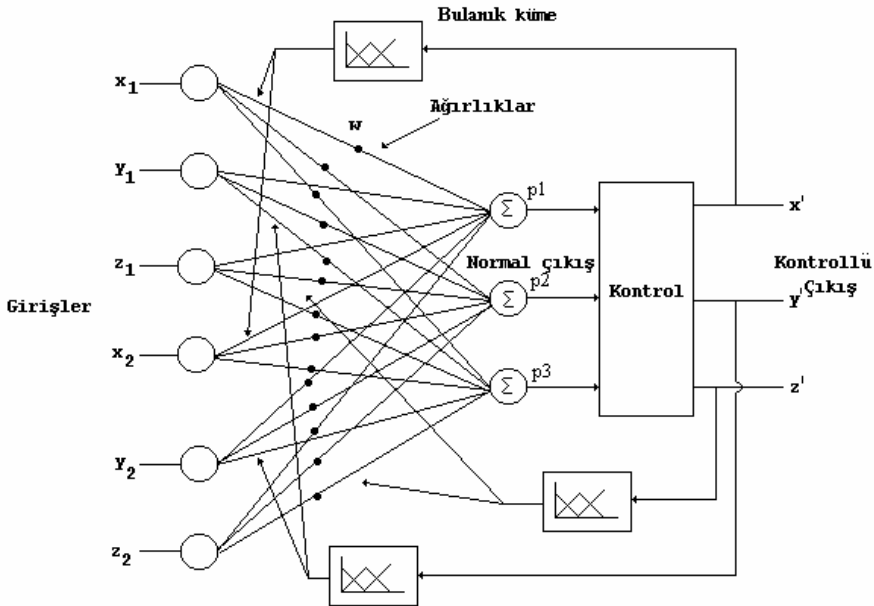 Bulanık küme
x1
Ağırlıklar
w
y1
p1
Σ
x'
z1
Normal çıkış
Kontrollü
Çıkış
Girişler
p2
Σ
Kontrol
y'
x2
p3
Σ
z'
y2
z2